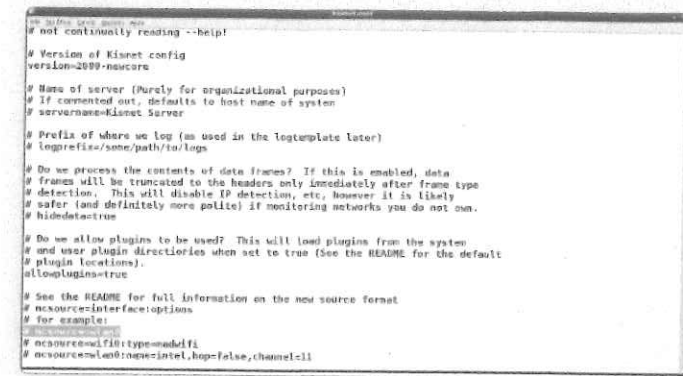 # not continually reading --help!
# Version of Kismet config
version=2009-newcore
# Name of server (Purely for organizational purposes)
# If commented out, defaults to host name of system
# servername=Kismet Server
# Prefix of where we log (as used in the logtemplate later)
# logprefix=/some/path/to/logs
# Do we process the contents of data frames? If this is enabled, data
# frames will be truncated to the headers only immediately after frame type
# detection. This will disable IP detection, etc, however it is likely
# safer (and definitely more polite) if monitoring networks you do not own.
# hidedata=true
# Do we allow plugins to be used? This will load plugins from the system
# and user plugin directiories when set to true (See the README for the default
# plugin locations).
allowplugins=true
# See the README for full information on the new source format
# ncsource=interface:options
# for example:
# ncsource=wlan0
# ncsource=wifi0:type=madwifi
# ncsource=wlan0:name=intel,hop=false,channel=11